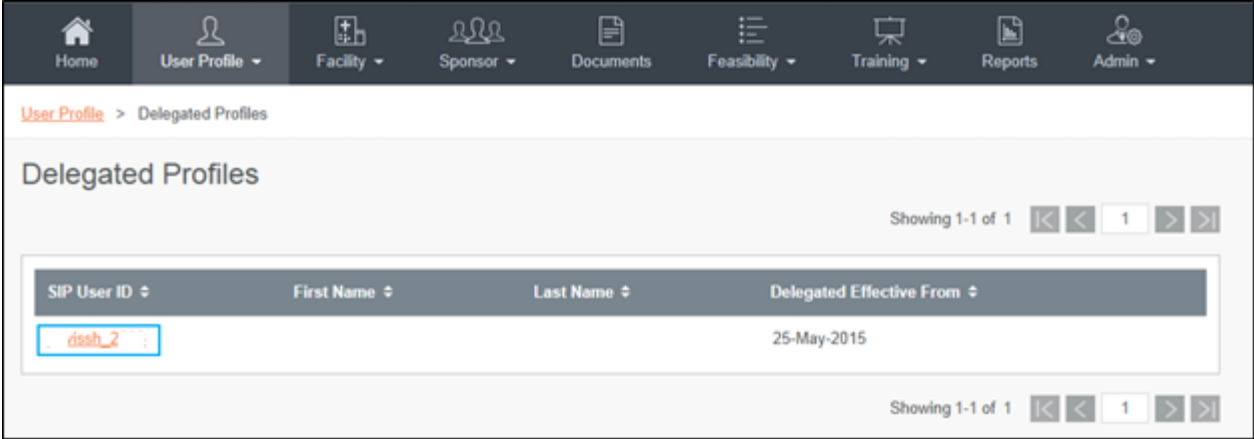 Home User Profile Facility Sponsor Documents Feasibility Training Reports Admin
User Profile > Delegated Profiles
Delegated Profiles
Showing 1-1 of 1 1
SIP User ID First Name Last Name Delegated Effective From
25-May-2015
Showing 1-1 of 1 1